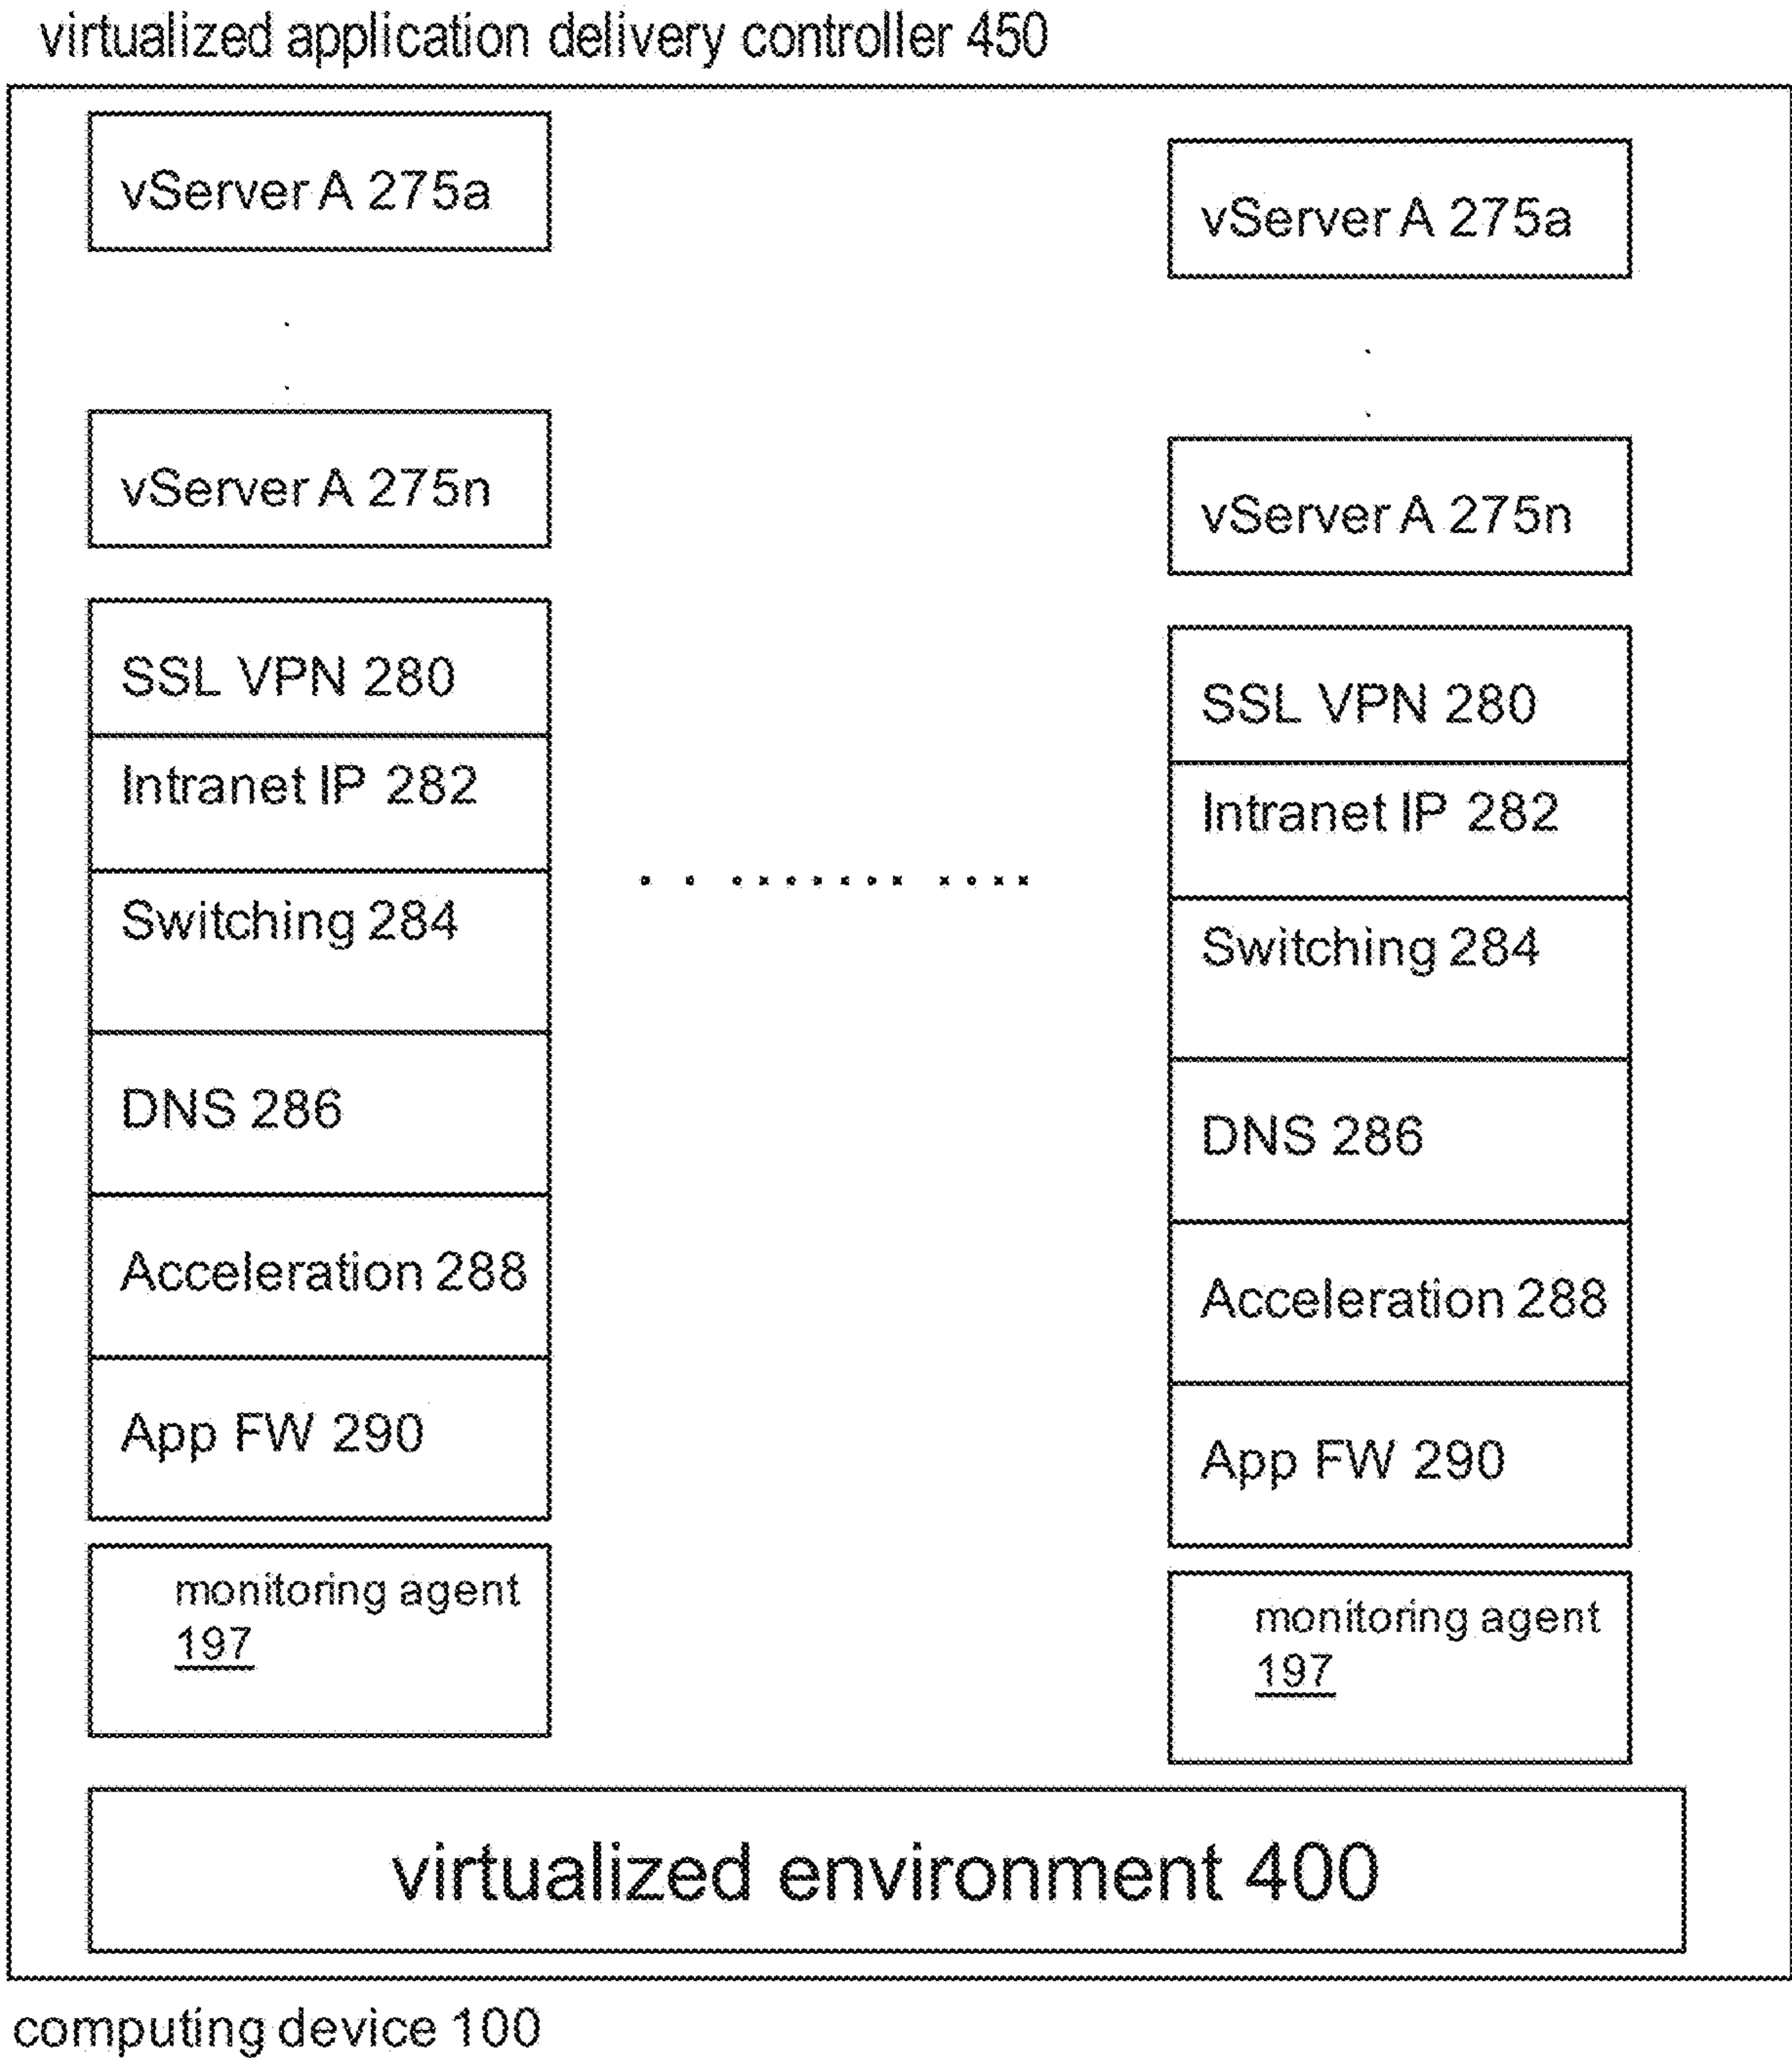 virtualized application delivery controller 450
vServer A 275a
vServer A 275n
SSL VPN 280
Intranet IP 282
Switching 284
DNS 286
Acceleration 288
App FW 290
monitoring agent
197
vServer A 275a
vServer A 275n
SSL VPN 280
Intranet IP 282
Switching 284
DNS 286
Acceleration 288
App FW 290
monitoring agent
197
virtualized environment 400
computing device 100